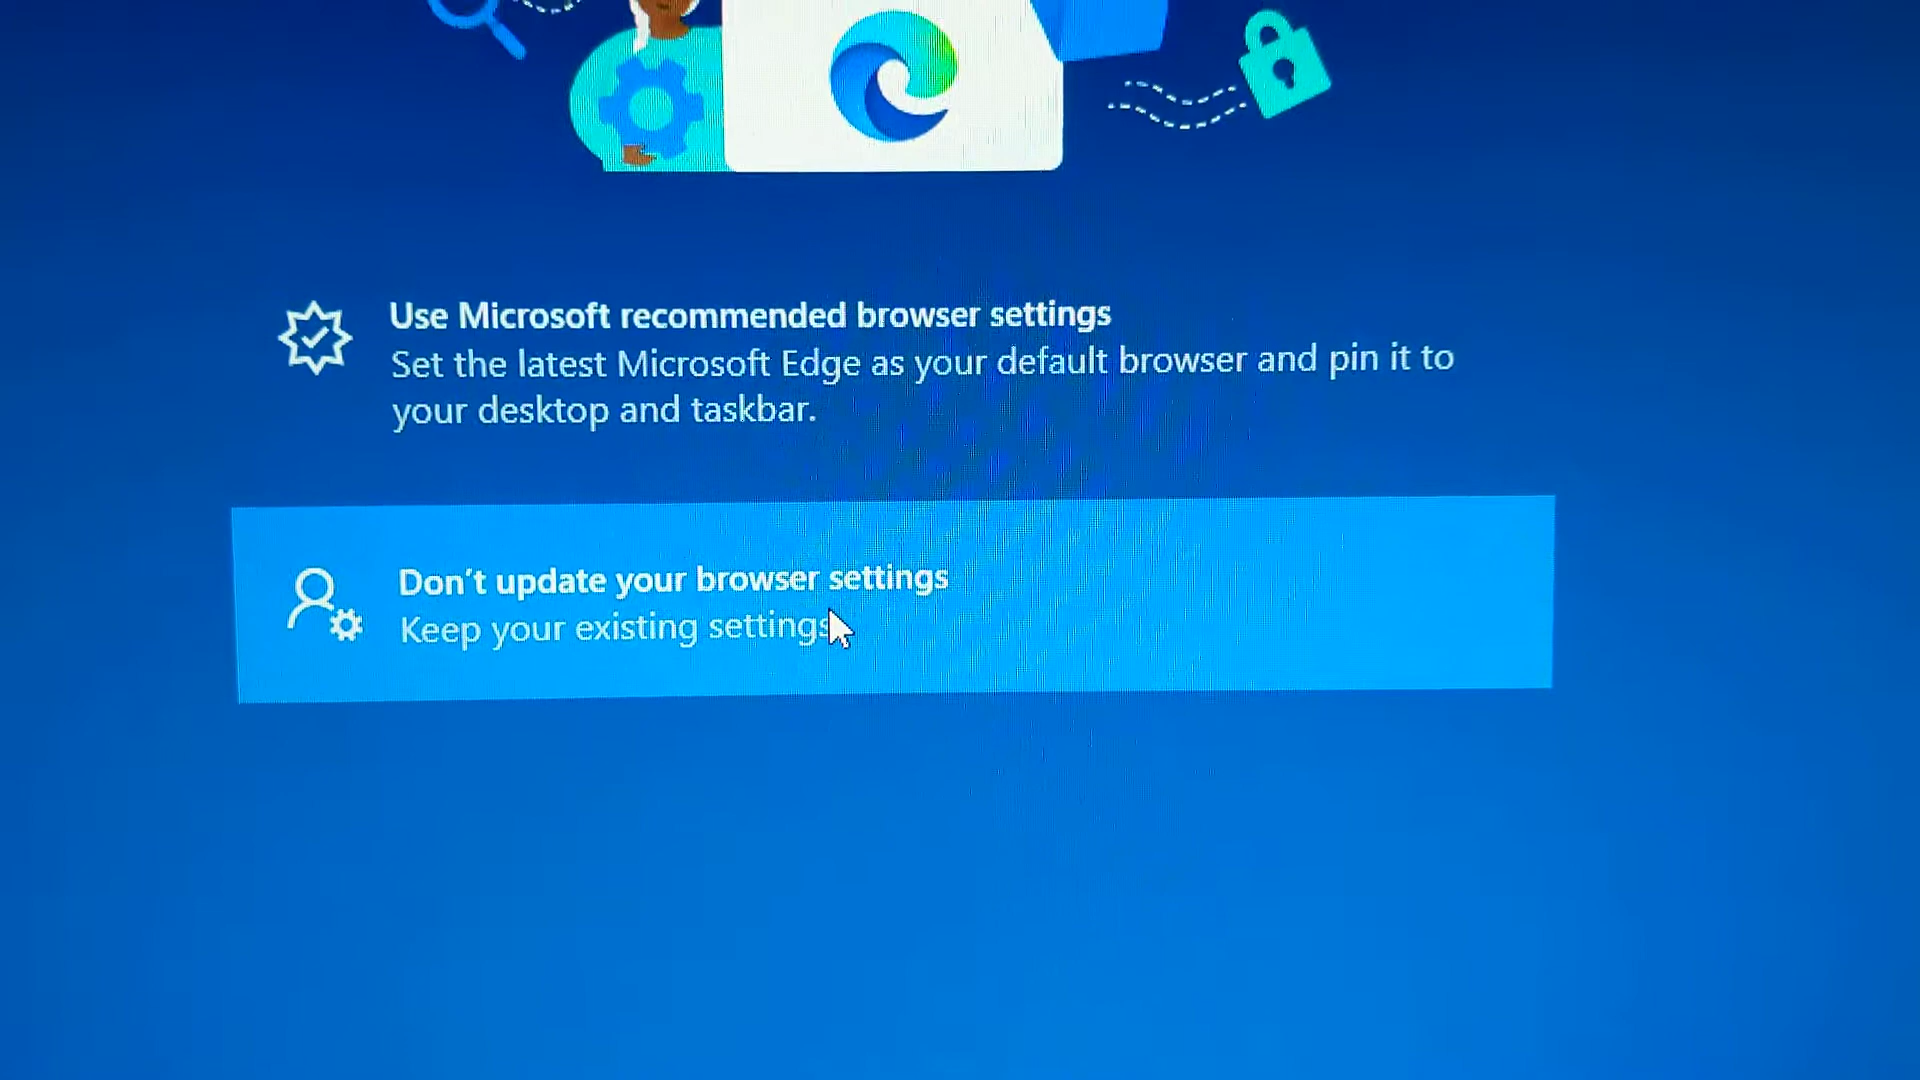 Use Microsoft recommended browser settings
Set the latest Microsoft Edge as your default browser and pin it to
your desktop and taskbar.
Don't update your browser settings
Keep your existing settings